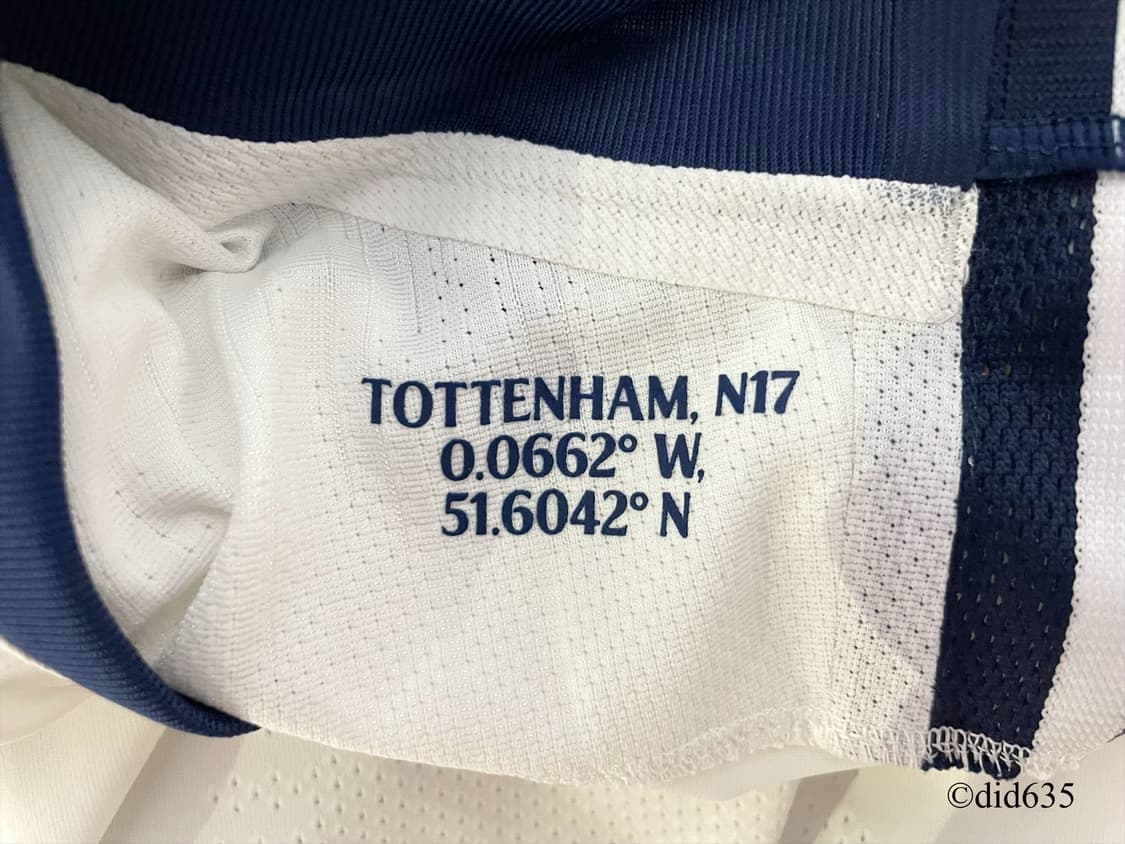 TOTTENHAM, N17
0.0662° W,
51.6042° N
©did635